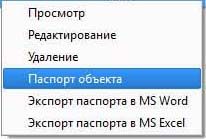 Просмотр
Редактирование
Удаление
Паспорт объекта
Экспорт паспорта в MS Word
Экспорт паспорта в MS Excel